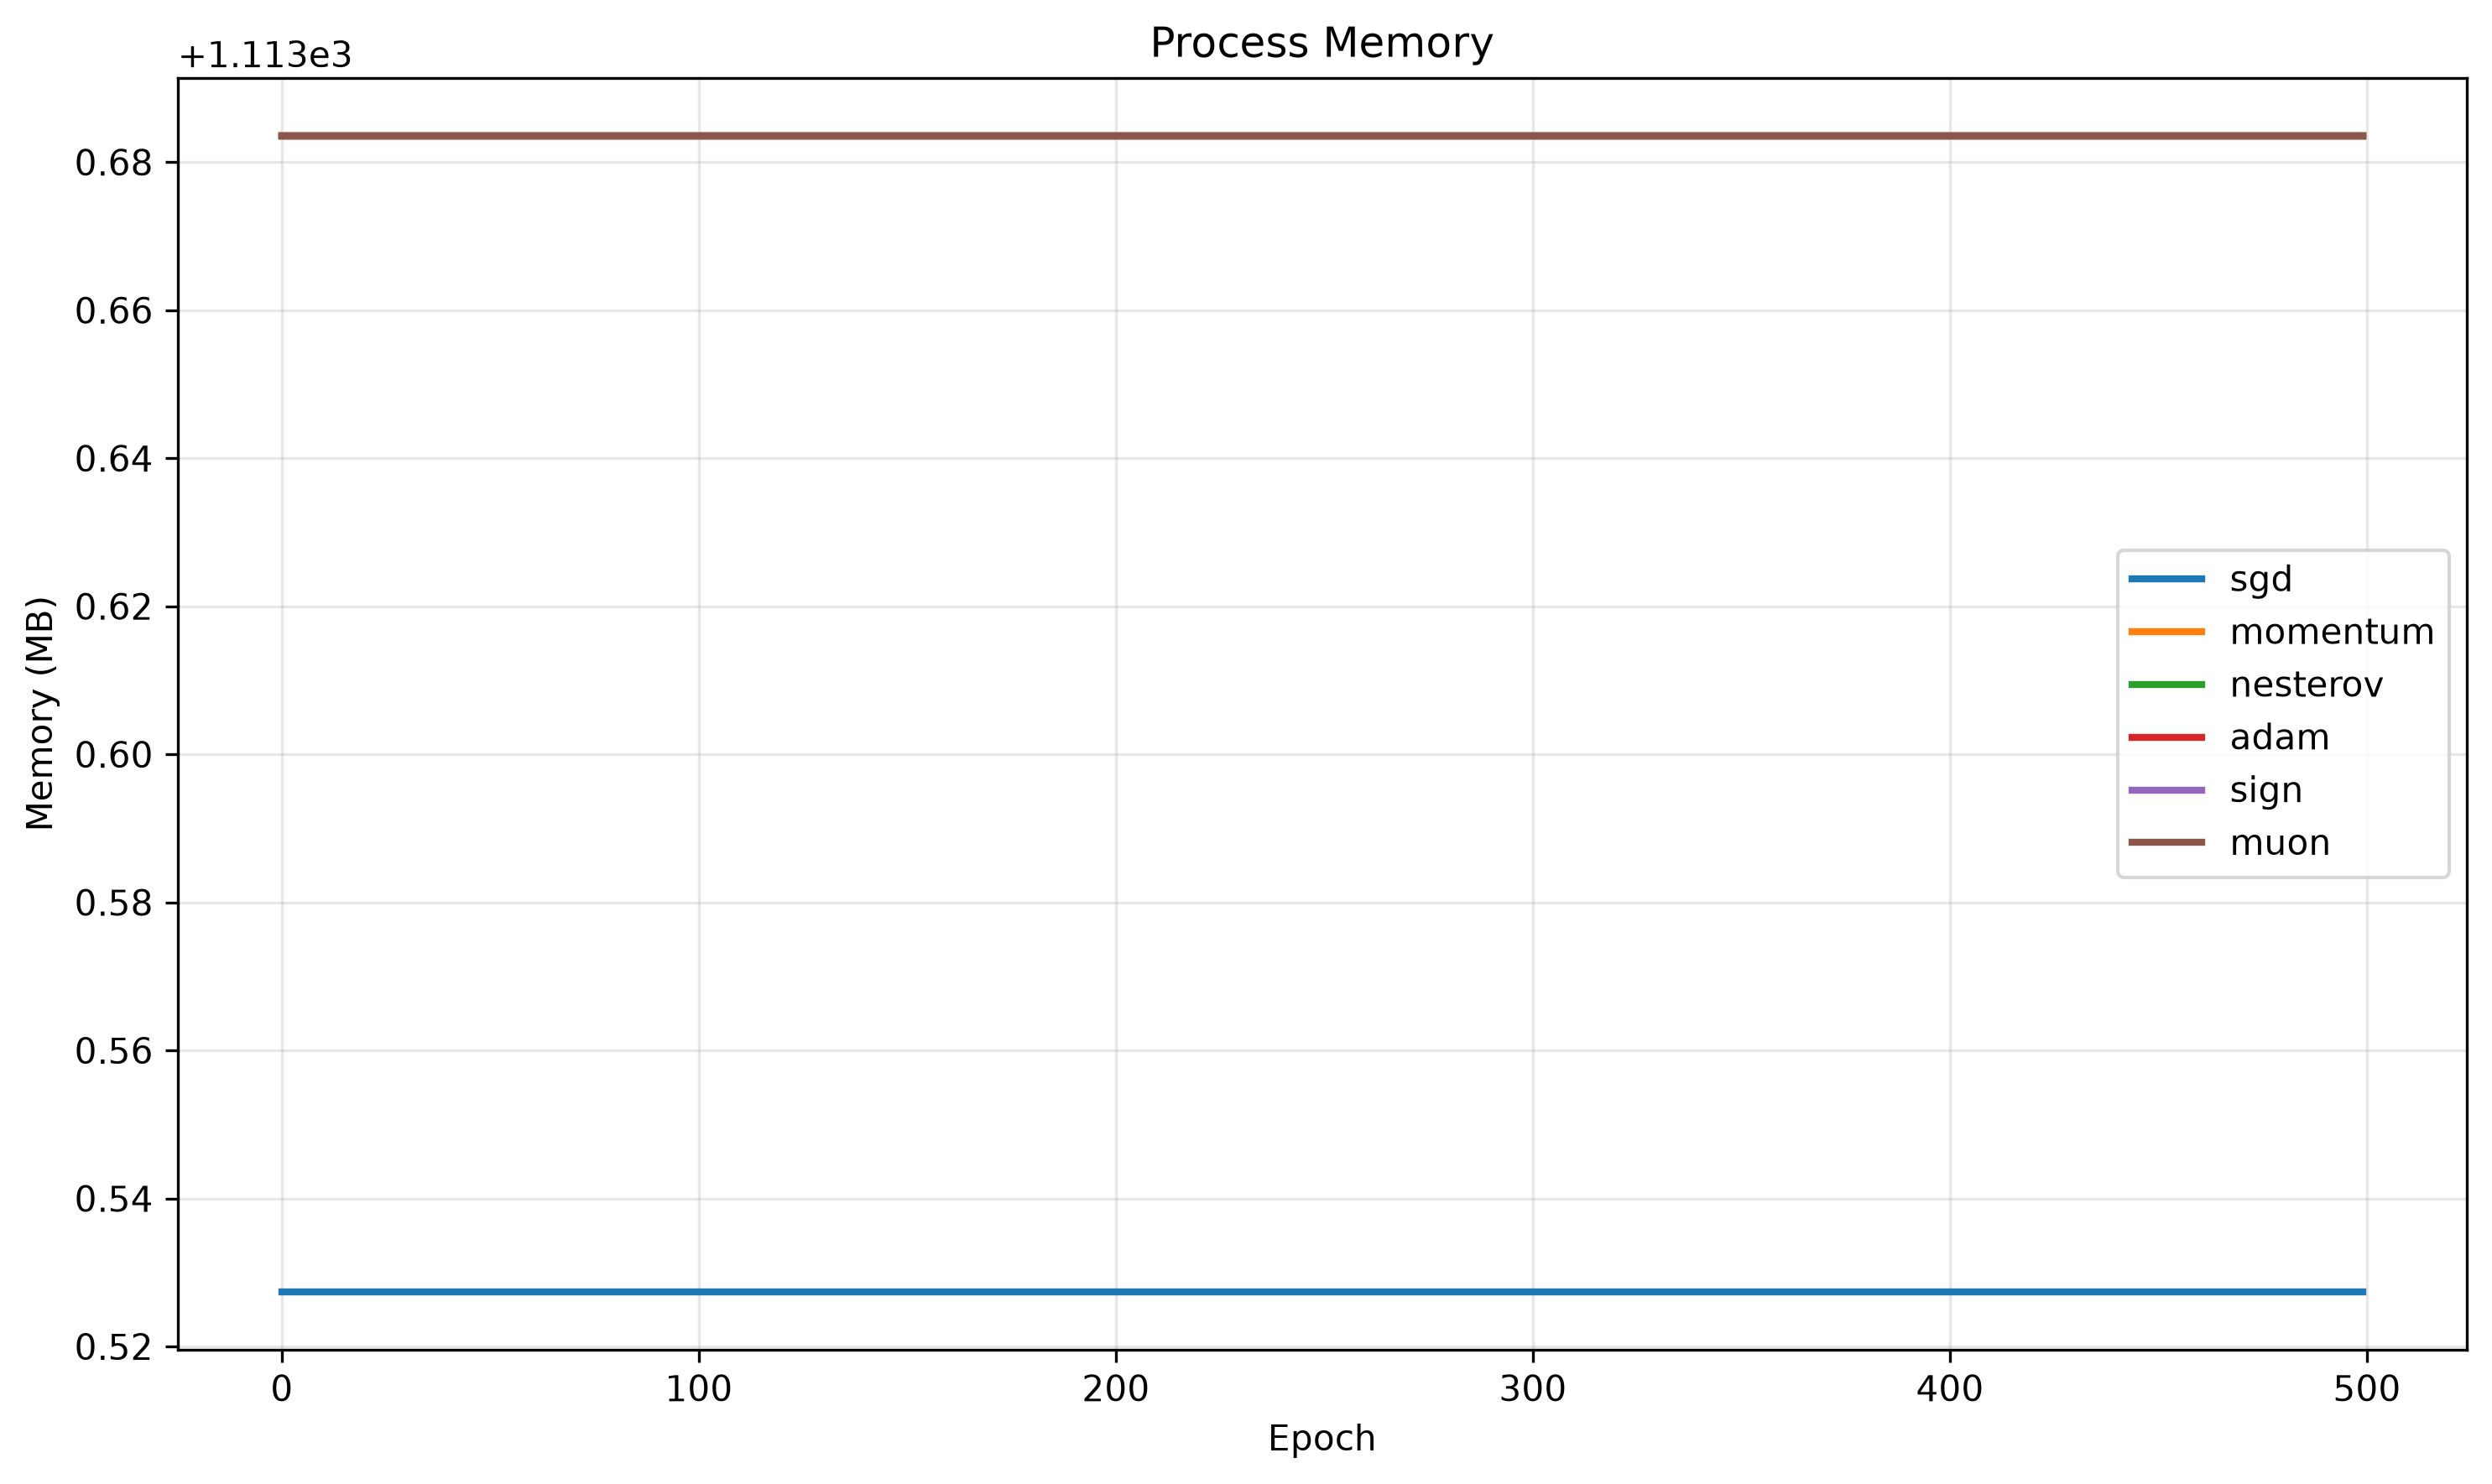 Process Memory
+1.113e3
0.68
0.66
0.64
0.62
0.60
0.58
0.56
0.54
0.52
Memory (MB)
sgd
momentum
nesterov
adam
sign
muon
0 100 200 300 400 500
Epoch